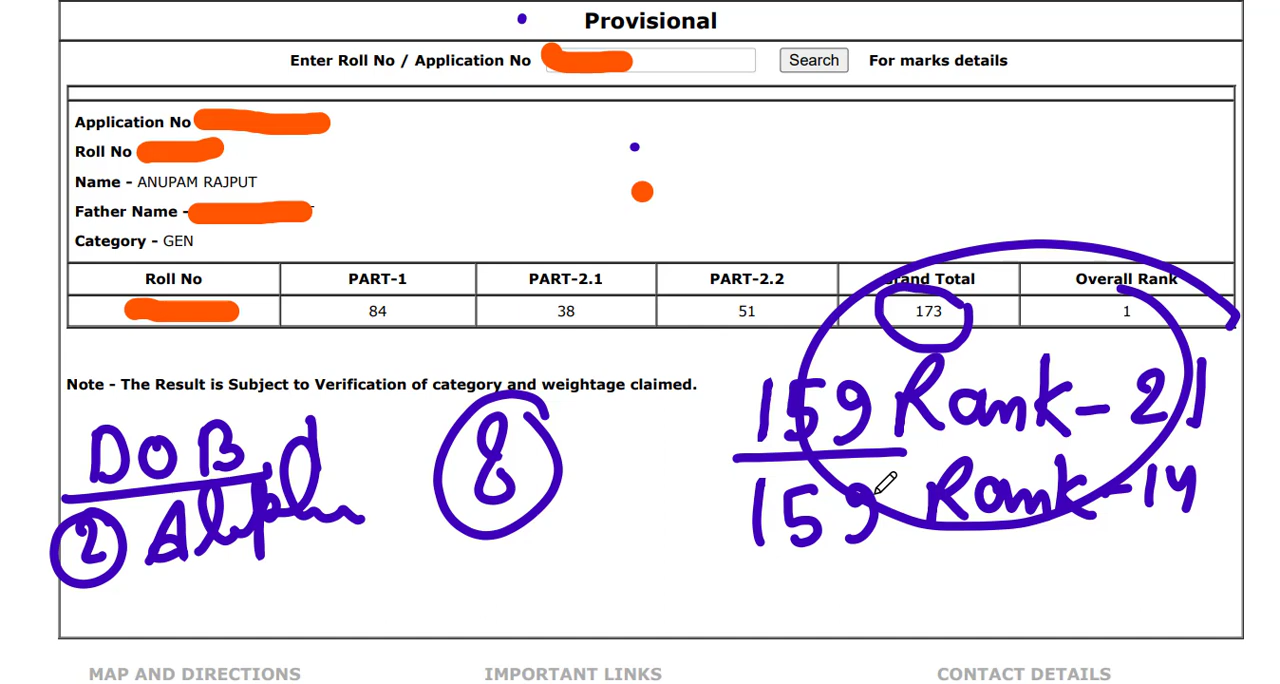 Provisional
Enter Roll No / Application No Search For marks details
Application No
Roll No
Name - ANUPAM RAJPUT
Father Name -
Category - GEN
Roll No PART-1 PART-2.1 PART-2.2 Grand Total Overall Rank
84 38 51 173 1
Note - The Result is Subject to Verification of category and weightage claimed.
159 Rank - 21
DOB 8
159 Rank - 14
2 Alphd
MAP AND DIRECTIONS IMPORTANT LINKS CONTACT DETAILS